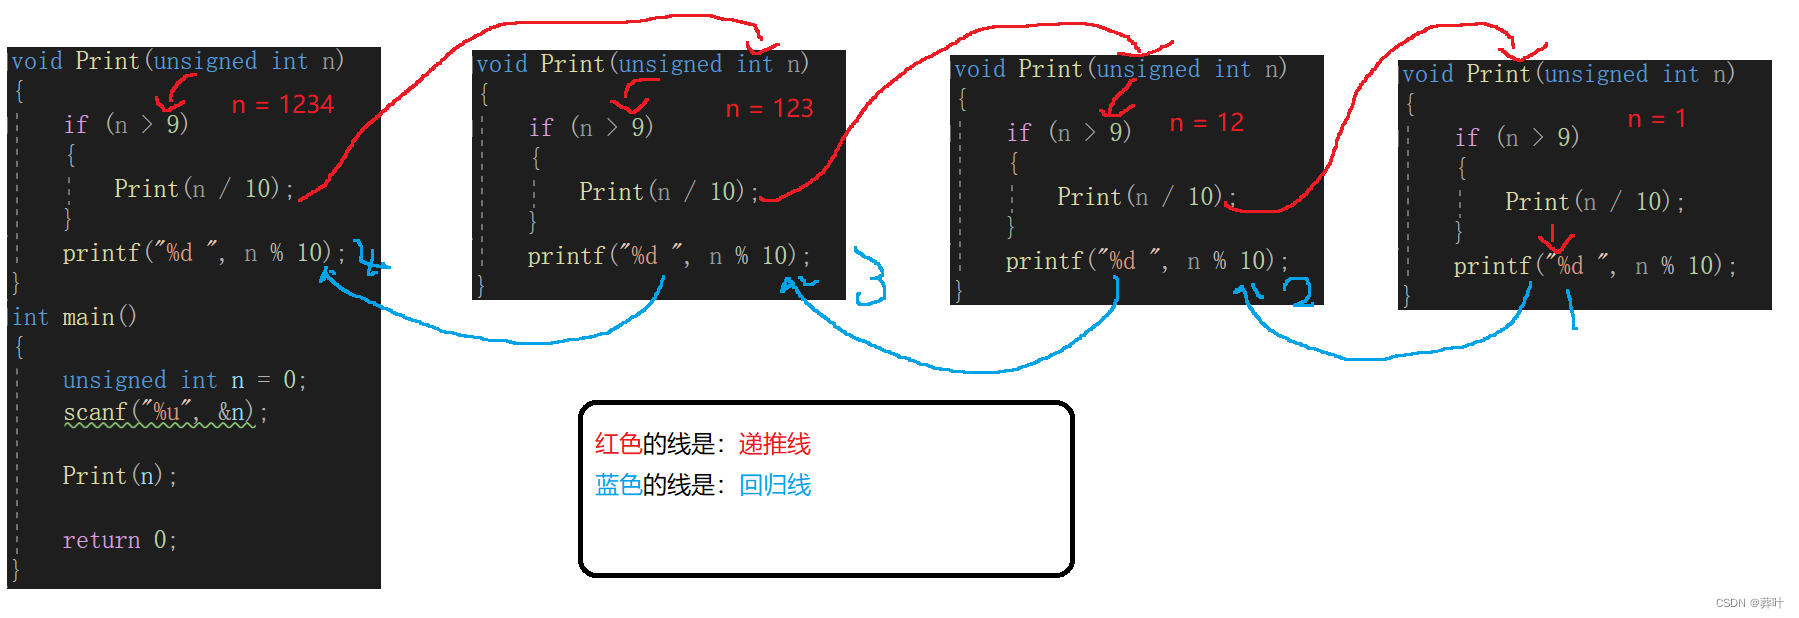 void Print(unsigned int n)
{
n = 1234
if (n > 9)
{
Print(n / 10);
}
printf("%d ", n % 10);
4
}
int main()
{
unsigned int n = 0;
scanf("%u", &n);
Print(n);
return 0;
}
void Print(unsigned int n)
{
n = 123
if (n > 9)
{
Print(n / 10);
}
printf("%d ", n % 10);
3
}
void Print(unsigned int n)
{
n = 12
if (n > 9)
{
Print(n / 10);
}
printf("%d ", n % 10);
2
}
void Print(unsigned int n)
{
n = 1
if (n > 9)
{
Print(n / 10);
}
printf("%d ", n % 10);
1
}
红色的线是：递推线
蓝色的线是：回归线
CSDN @葬叶